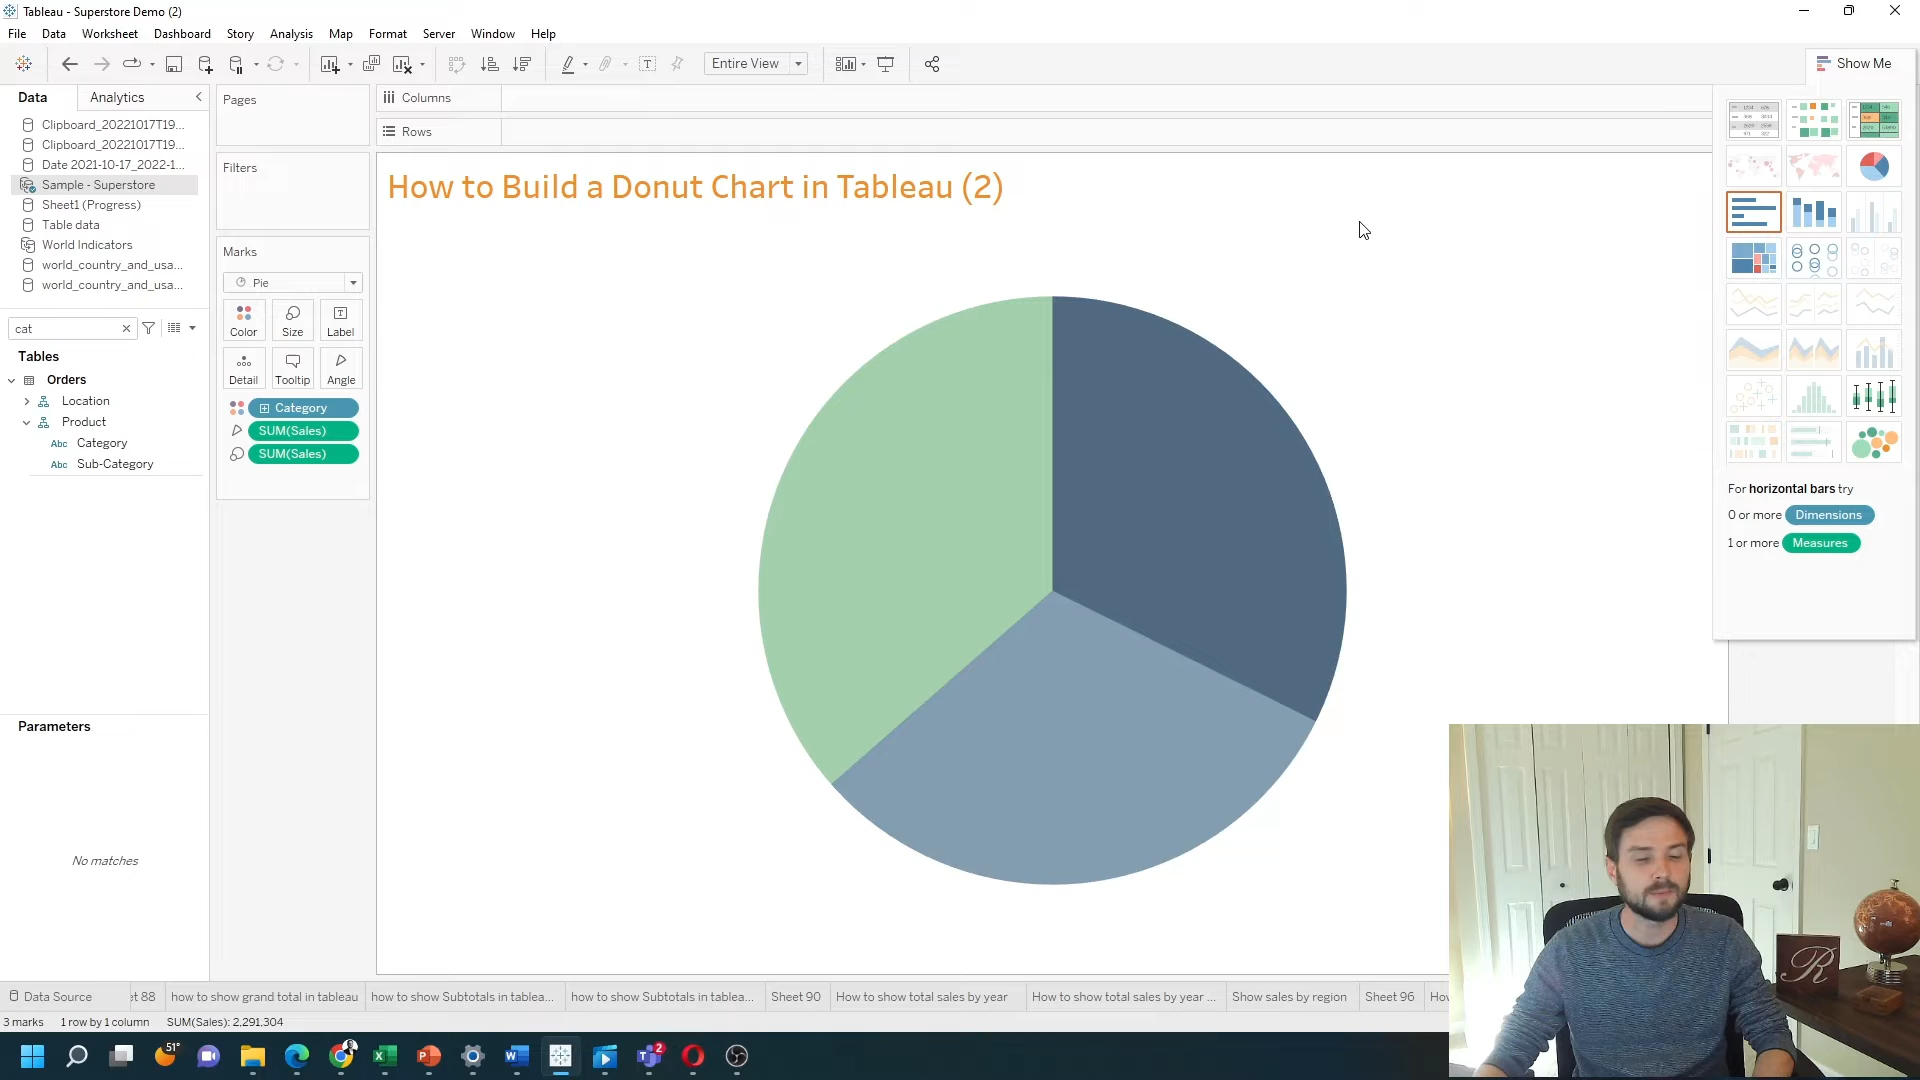 Tableau - Superstore Demo (2)
File Data Worksheet Dashboard Story Analysis Map Format Server Window Help
Entire View
Show Me
Data Analytics
Pages
Columns
Rows
Clipboard_20221017T19...
Clipboard_20221017T19...
Date 2021-10-17_2022-1...
Sample - Superstore
Sheet1 (Progress)
Table data
World Indicators
world_country_and_usa...
world_country_and_usa...
cat
Tables
Orders
Location
Product
Abc Category
Abc Sub-Category
Parameters
No matches
Filters
Marks
Pie
Color Size Label
Detail Tooltip Angle
Category
SUM(Sales)
SUM(Sales)
How to Build a Donut Chart in Tableau (2)
For horizontal bars try
0 or more Dimensions
1 or more Measures
R
Data Source et 88 how to show grand total in tableau how to show Subtotals in tablea... how to show Subtotals in tablea... Sheet 90 How to show total sales by year How to show total sales by year ... Show sales by region Sheet 96 How
3 marks 1 row by 1 column SUM(Sales): 2,291,304
51°
2